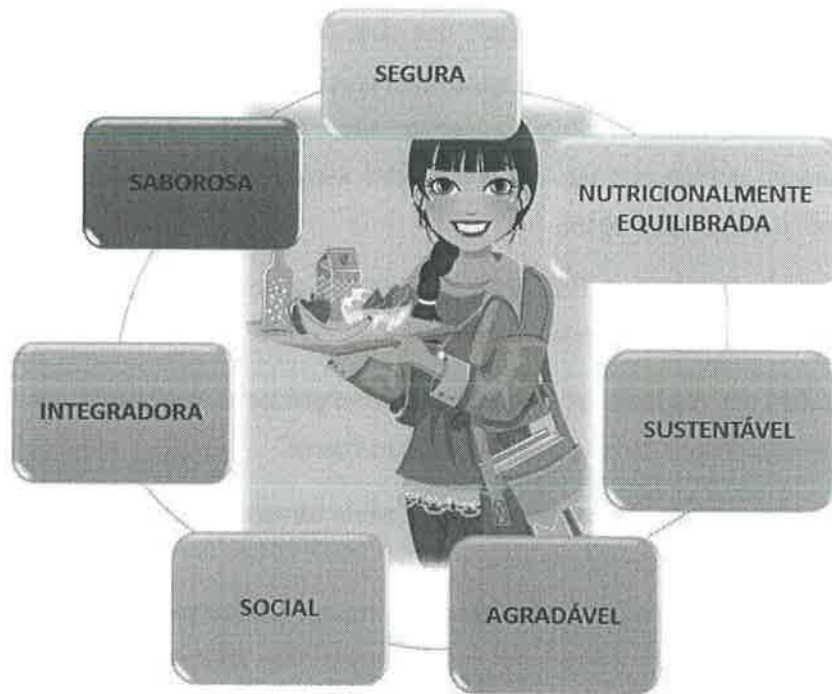 SEGURA
NUTRICIONALMENTE
EQUILIBRADA
SUSTENTÁVEL
AGRADÁVEL
SOCIAL
INTEGRADORA
SABOROSA